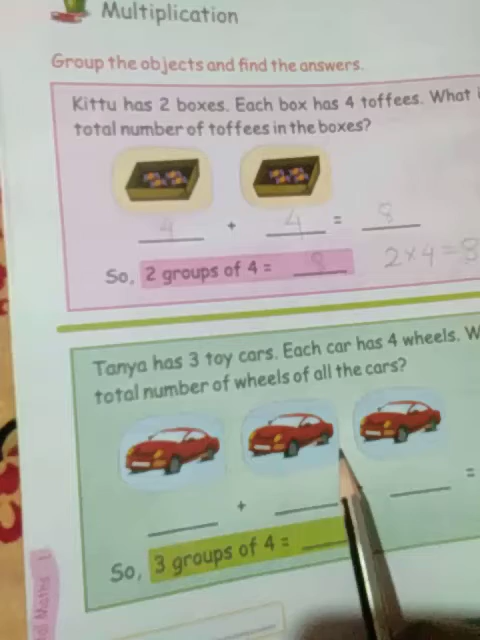 Multiplication
Group the objects and find the answers.
Kittu has 2 boxes. Each box has 4 toffees. What
total number of toffees in the boxes?
4 + 4 = 8
So, 2 groups of 4 = 8
2×4=8
Tanya has 3 toy cars. Each car has 4 wheels.
total number of wheels of all the cars?
+ =
So, 3 groups of 4 =
Maths